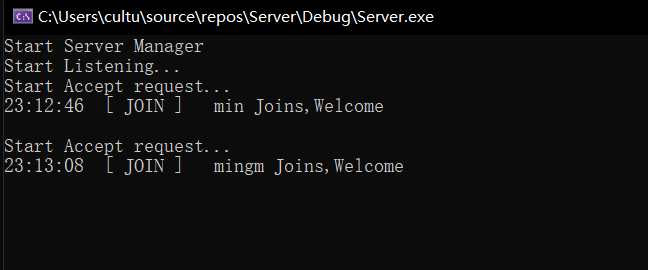 C:\Users\cultu\source\repos\Server\Debug\Server.exe
Start Server Manager
Start Listening...
Start Accept request...
23:12:46  [ JOIN ]   min Joins,Welcome
Start Accept request...
23:13:08  [ JOIN ]   mingm Joins,Welcome